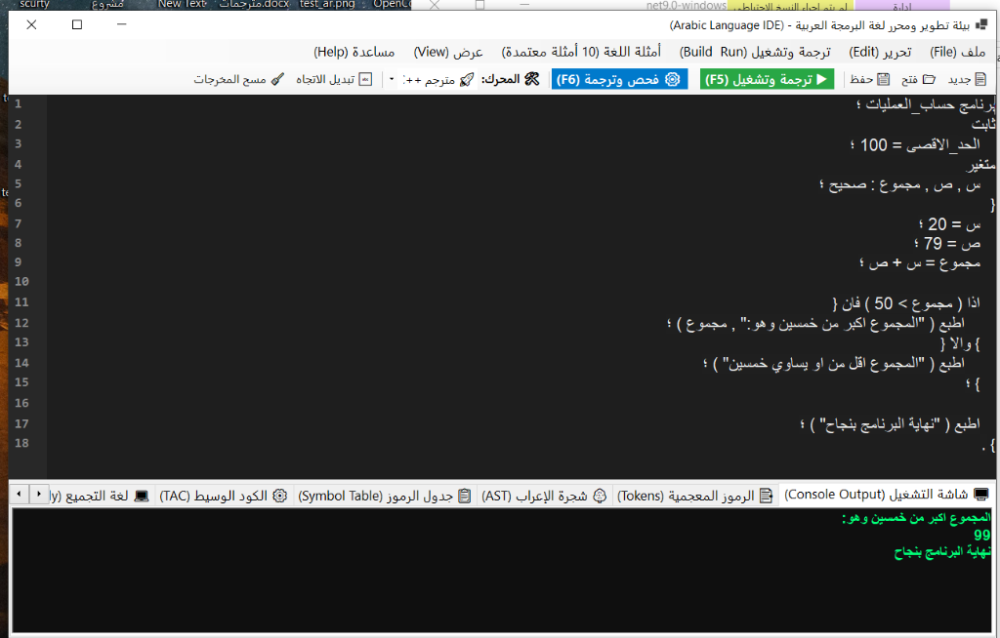 scurty مشروع New Text مترجمات.docx test_ar.png OpenC
net9.0-windows لم يتم اجراء النسخ الاحتياطي إدارة
بيئة تطوير ومحرر لغة البرمجة العربية - (Arabic Language IDE)
ملف (File) تحرير (Edit) ترجمة وتشغيل (Build Run) أمثلة اللغة (10 أمثلة معتمدة) عرض (View) مساعدة (Help)
جديد فتح حفظ ترجمة وتشغيل (F5) فحص وترجمة (F6) المحرك: مترجم ++: تبديل الاتجاه مسح المخرجات
1 برنامج حساب_العمليات ؛
2 ثابت
3 الحد_الاقصى = 100 ؛
4 متغير
5 س , ص , مجموع : صحيح ؛
6 {
7 س = 20 ؛
8 ص = 79 ؛
9 مجموع = س + ص ؛
10
11 اذا ( مجموع > 50 ) فان {
12 اطبع ( "المجموع اكبر من خمسين وهو:" , مجموع ) ؛
13 } والا {
14 اطبع ( "المجموع اقل من او يساوي خمسين" ) ؛
15 } ؛
16
17 اطبع ( "نهاية البرنامج بنجاح" ) ؛
18 } .
شاشة التشغيل (Console Output) الرموز المعجمية (Tokens) شجرة الإعراب (AST) جدول الرموز (Symbol Table) الكود الوسيط (TAC) لغة التجميع (ly
المجموع اكبر من خمسين وهو:
99
نهاية البرنامج بنجاح